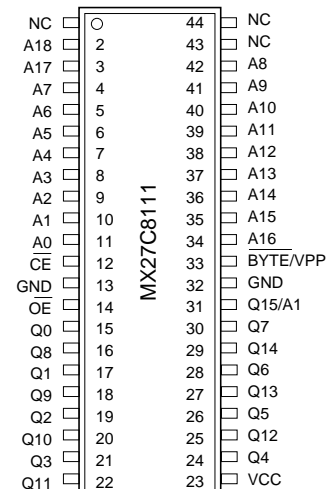 NC 44 NC
A18 2 43 NC
A17 3 42 A8
A7 4 41 A9
A6 5 40 A10
A5 6 39 A11
A4 7 38 A12
A3 8 37 A13
A2 9 36 A14
A1 10 35 A15
A0 11 34 A16
CE 12 33 BYTE/VPP
GND 13 32 GND
OE 14 31 Q15/A1
Q0 15 30 Q7
Q8 16 29 Q14
Q1 17 28 Q6
Q9 18 27 Q13
Q2 19 26 Q5
Q10 20 25 Q12
Q3 21 24 Q4
Q11 22 23 VCC
MX27C8111